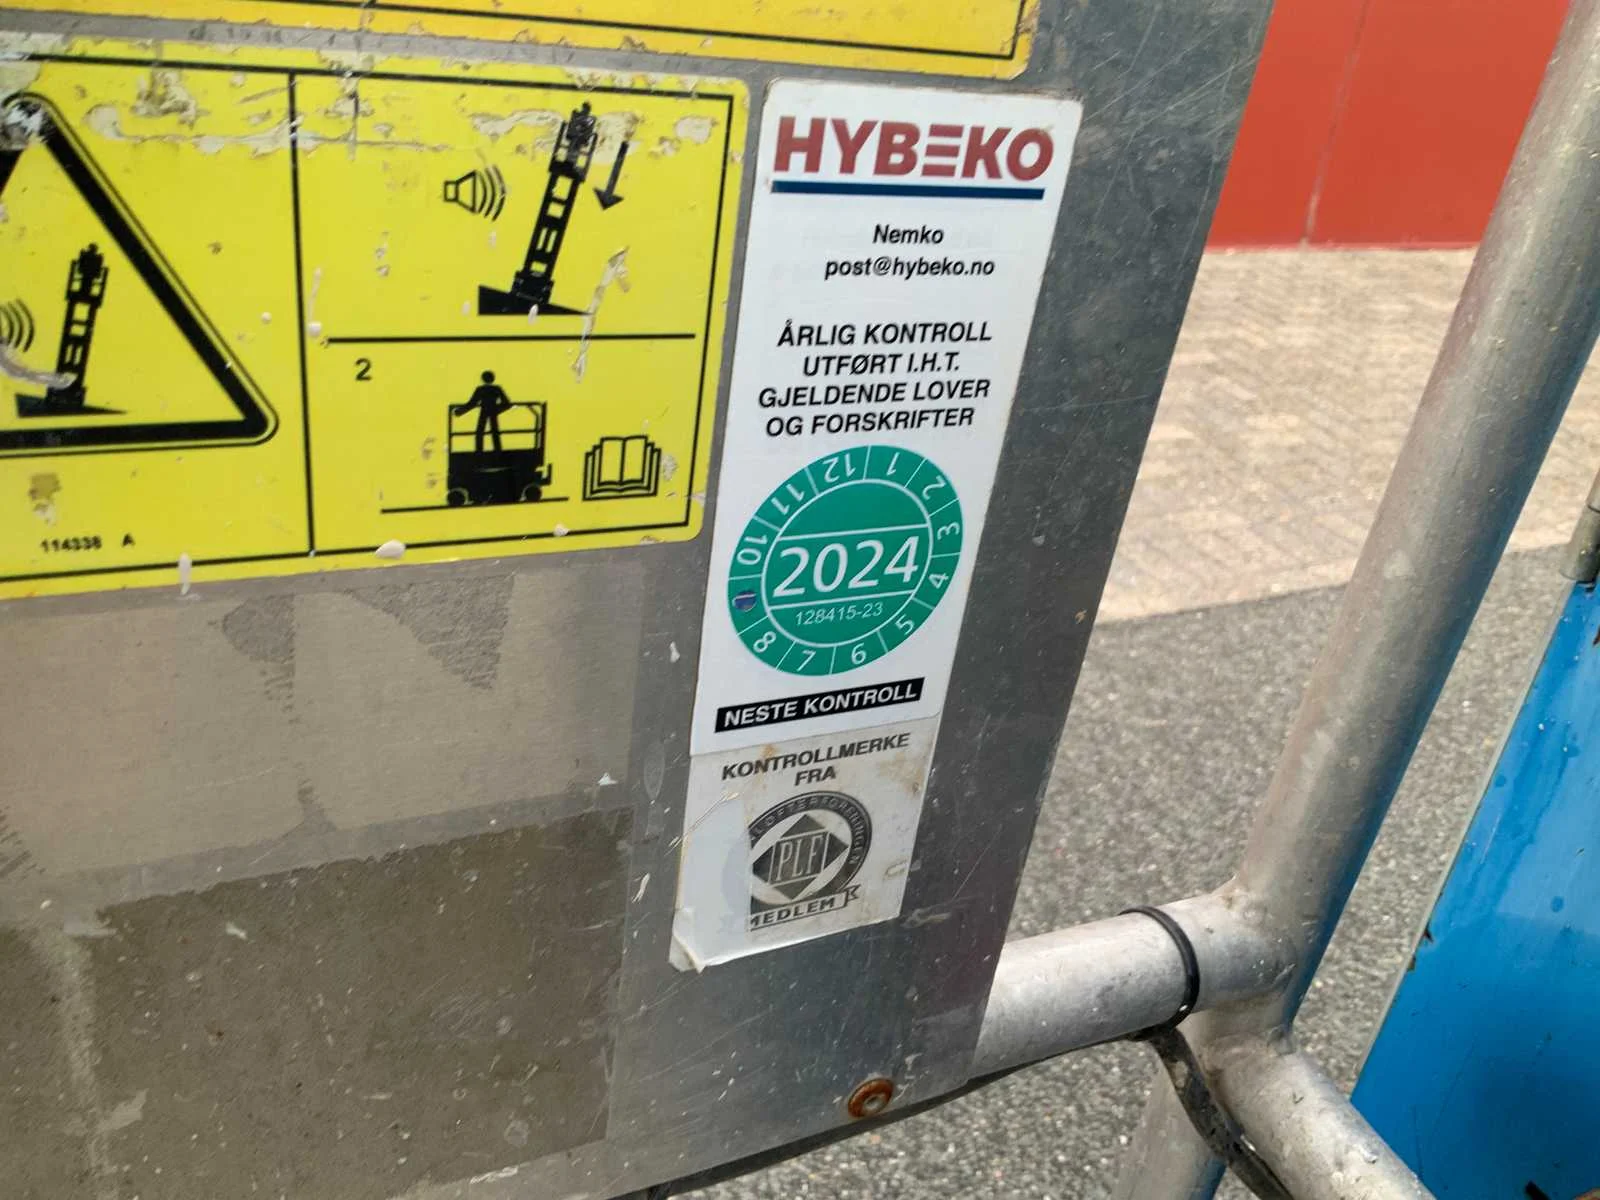 2
114338 A
HYBEKO
Nemko
post@hybeko.no
ÅRLIG KONTROLL
UTFØRT I.H.T.
GJELDENDE LOVER
OG FORSKRIFTER
12 1 2 3 4 5 6 7 8 10 11
2024
128415-23
NESTE KONTROLL
KONTROLLMERKE
FRA
PLF
MEDLEM